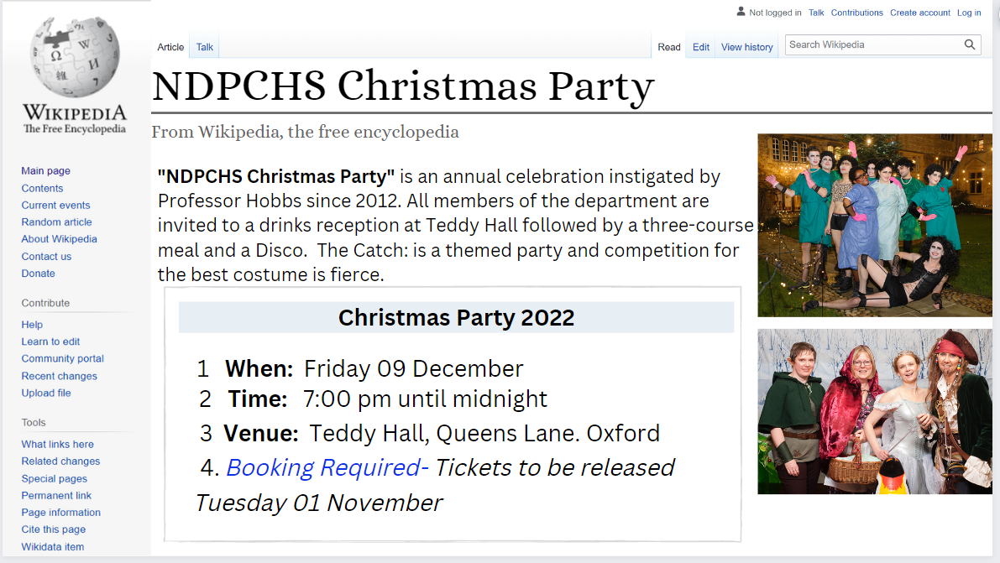 Not logged in Talk Contributions Create account Log in
Article Talk Read Edit View history Search Wikipedia
WIKIPEDIA
The Free Encyclopedia
Main page
Contents
Current events
Random article
About Wikipedia
Contact us
Donate
Contribute
Help
Learn to edit
Community portal
Recent changes
Upload file
Tools
What links here
Related changes
Special pages
Permanent link
Page information
Cite this page
Wikidata item
NDPCHS Christmas Party
From Wikipedia, the free encyclopedia
"NDPCHS Christmas Party" is an annual celebration instigated by
Professor Hobbs since 2012. All members of the department are
invited to a drinks reception at Teddy Hall followed by a three-course
meal and a Disco. The Catch: is a themed party and competition for
the best costume is fierce.
Christmas Party 2022
1 When: Friday 09 December
2 Time: 7:00 pm until midnight
3 Venue: Teddy Hall, Queens Lane. Oxford
4. Booking Required- Tickets to be released
Tuesday 01 November